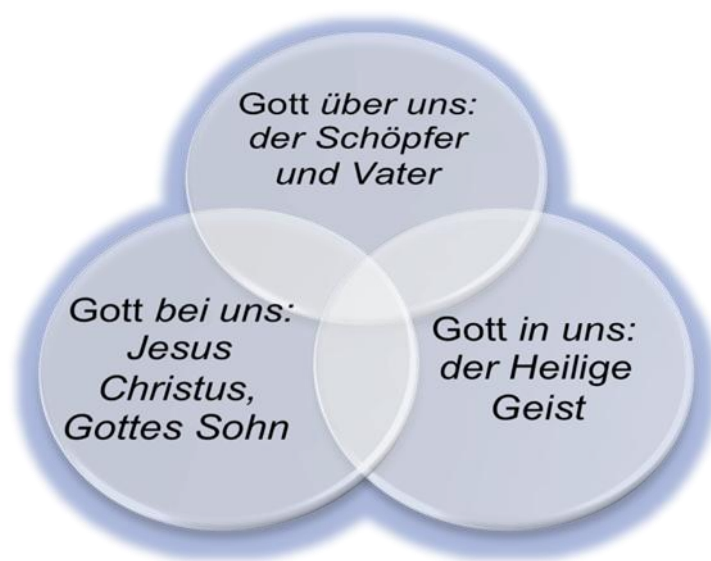 Gott über uns:
der Schöpfer
und Vater
Gott bei uns:
Jesus
Christus,
Gottes Sohn
Gott in uns:
der Heilige
Geist